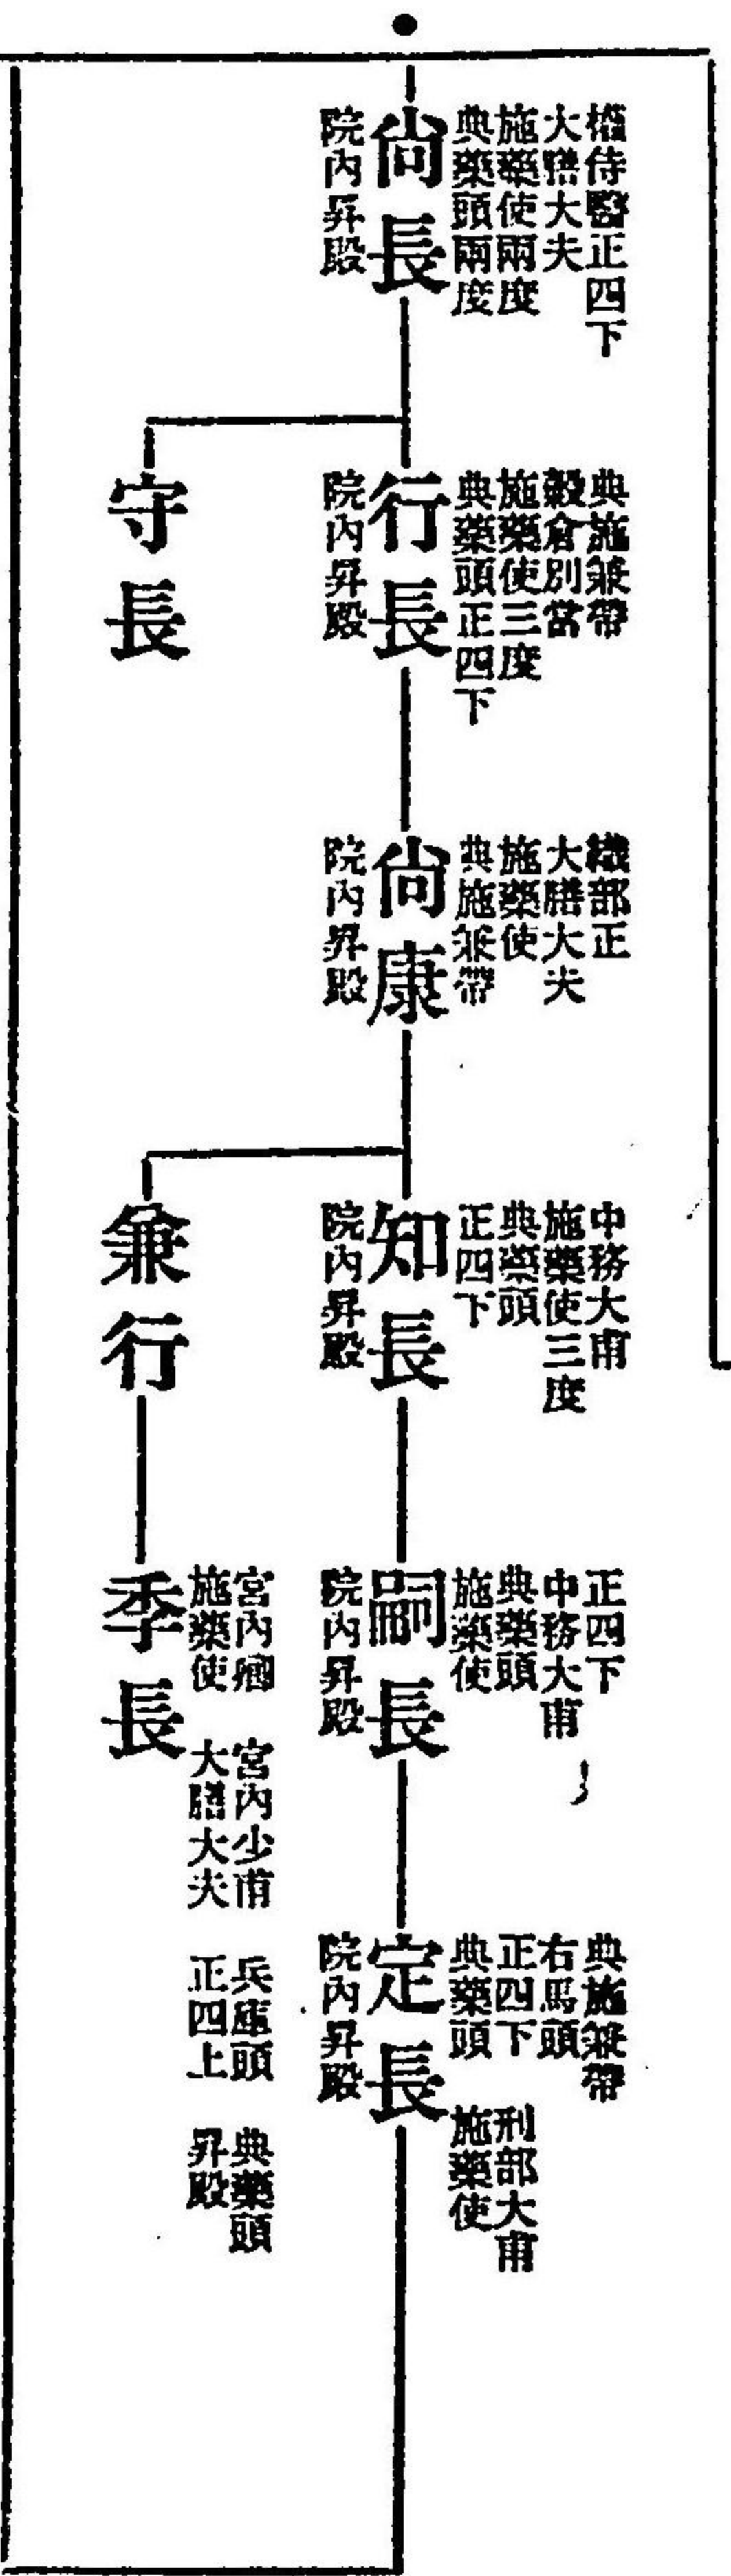 權侍醫正四下
大膳大夫
施藥使兩度
典藥頭兩度
尚長
院內昇殿
典施兼帶
穀倉別當
施藥使三度
典藥頭正四下
行長
院內昇殿
守長
織部正
大膳大夫
施藥使
典施兼帶
尚康
院內昇殿
中務大甫
施藥使三度
典藥頭
正四下
知長
院內昇殿
兼行
正四下
中務大甫
典藥頭
施藥使
嗣長
院內昇殿
宮內卿 宮內少甫 兵庫頭 典藥頭
施藥使 大膳大夫 正四上 昇殿
季長
典施兼帶
右馬頭
正四下 刑部大甫
典藥頭 施藥使
定長
院內昇殿